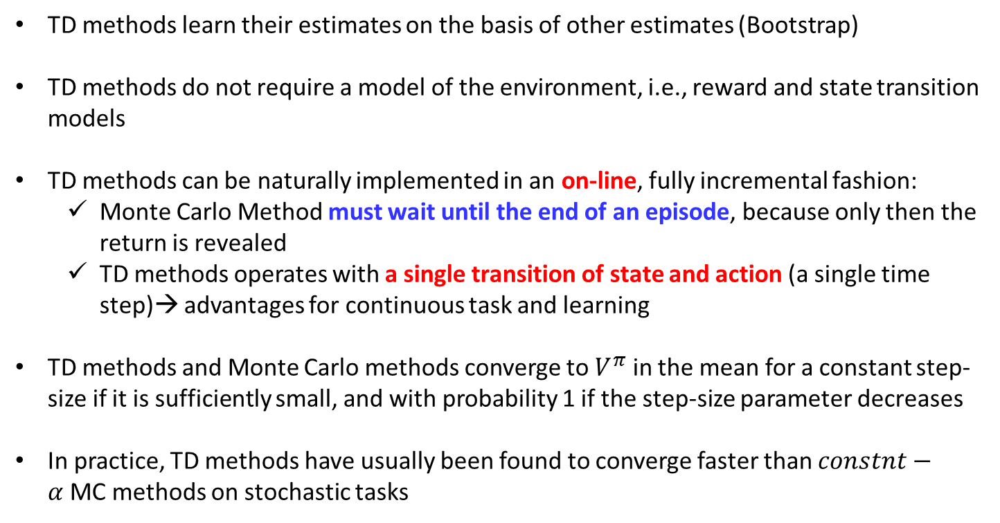 • TD methods learn their estimates on the basis of other estimates (Bootstrap)
• TD methods do not require a model of the environment, i.e., reward and state transition
models
• TD methods can be naturally implemented in an on-line, fully incremental fashion:
✓ Monte Carlo Method must wait until the end of an episode, because only then the
return is revealed
✓ TD methods operates with a single transition of state and action (a single time
step)→ advantages for continuous task and learning
• TD methods and Monte Carlo methods converge to V^π in the mean for a constant step-
size if it is sufficiently small, and with probability 1 if the step-size parameter decreases
• In practice, TD methods have usually been found to converge faster than constnt −
α MC methods on stochastic tasks